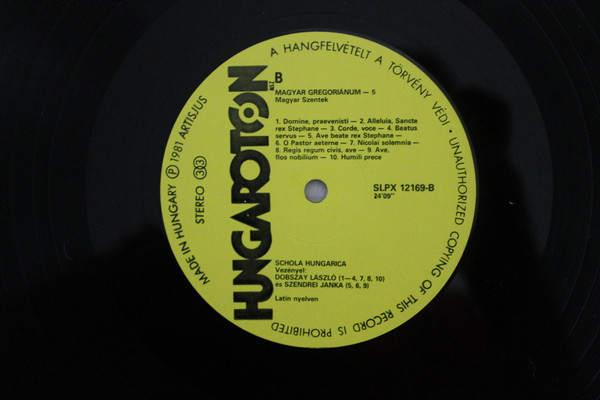 A HANGFELVÉTELT A TÖRVÉNY VÉDI • UNAUTHORIZED COPYING OF THIS RECORD IS PROHIBITED
MADE IN HUNGARY Ⓟ 1981 ARTISJUS
STEREO 33
HUNGAROTON
B
MAGYAR GREGORIÁNUM — 5
Magyar Szentek
1. Domine, praevenisti — 2. Alleluia, Sancte
rex Stephane — 3. Corde, voce — 4. Beatus
servus — 5. Ave beate rex Stephane —
6. O Pastor aeterne — 7. Nicolai solemnia —
8. Regis regum civis, ave — 9. Ave,
flos nobilium — 10. Humili prece
SLPX 12169-B
24'09"
SCHOLA HUNGARICA
Vezényel:
DOBSZAY LÁSZLÓ (1—4, 7, 8, 10)
és SZENDREI JANKA (5, 6, 9)
Latin nyelven